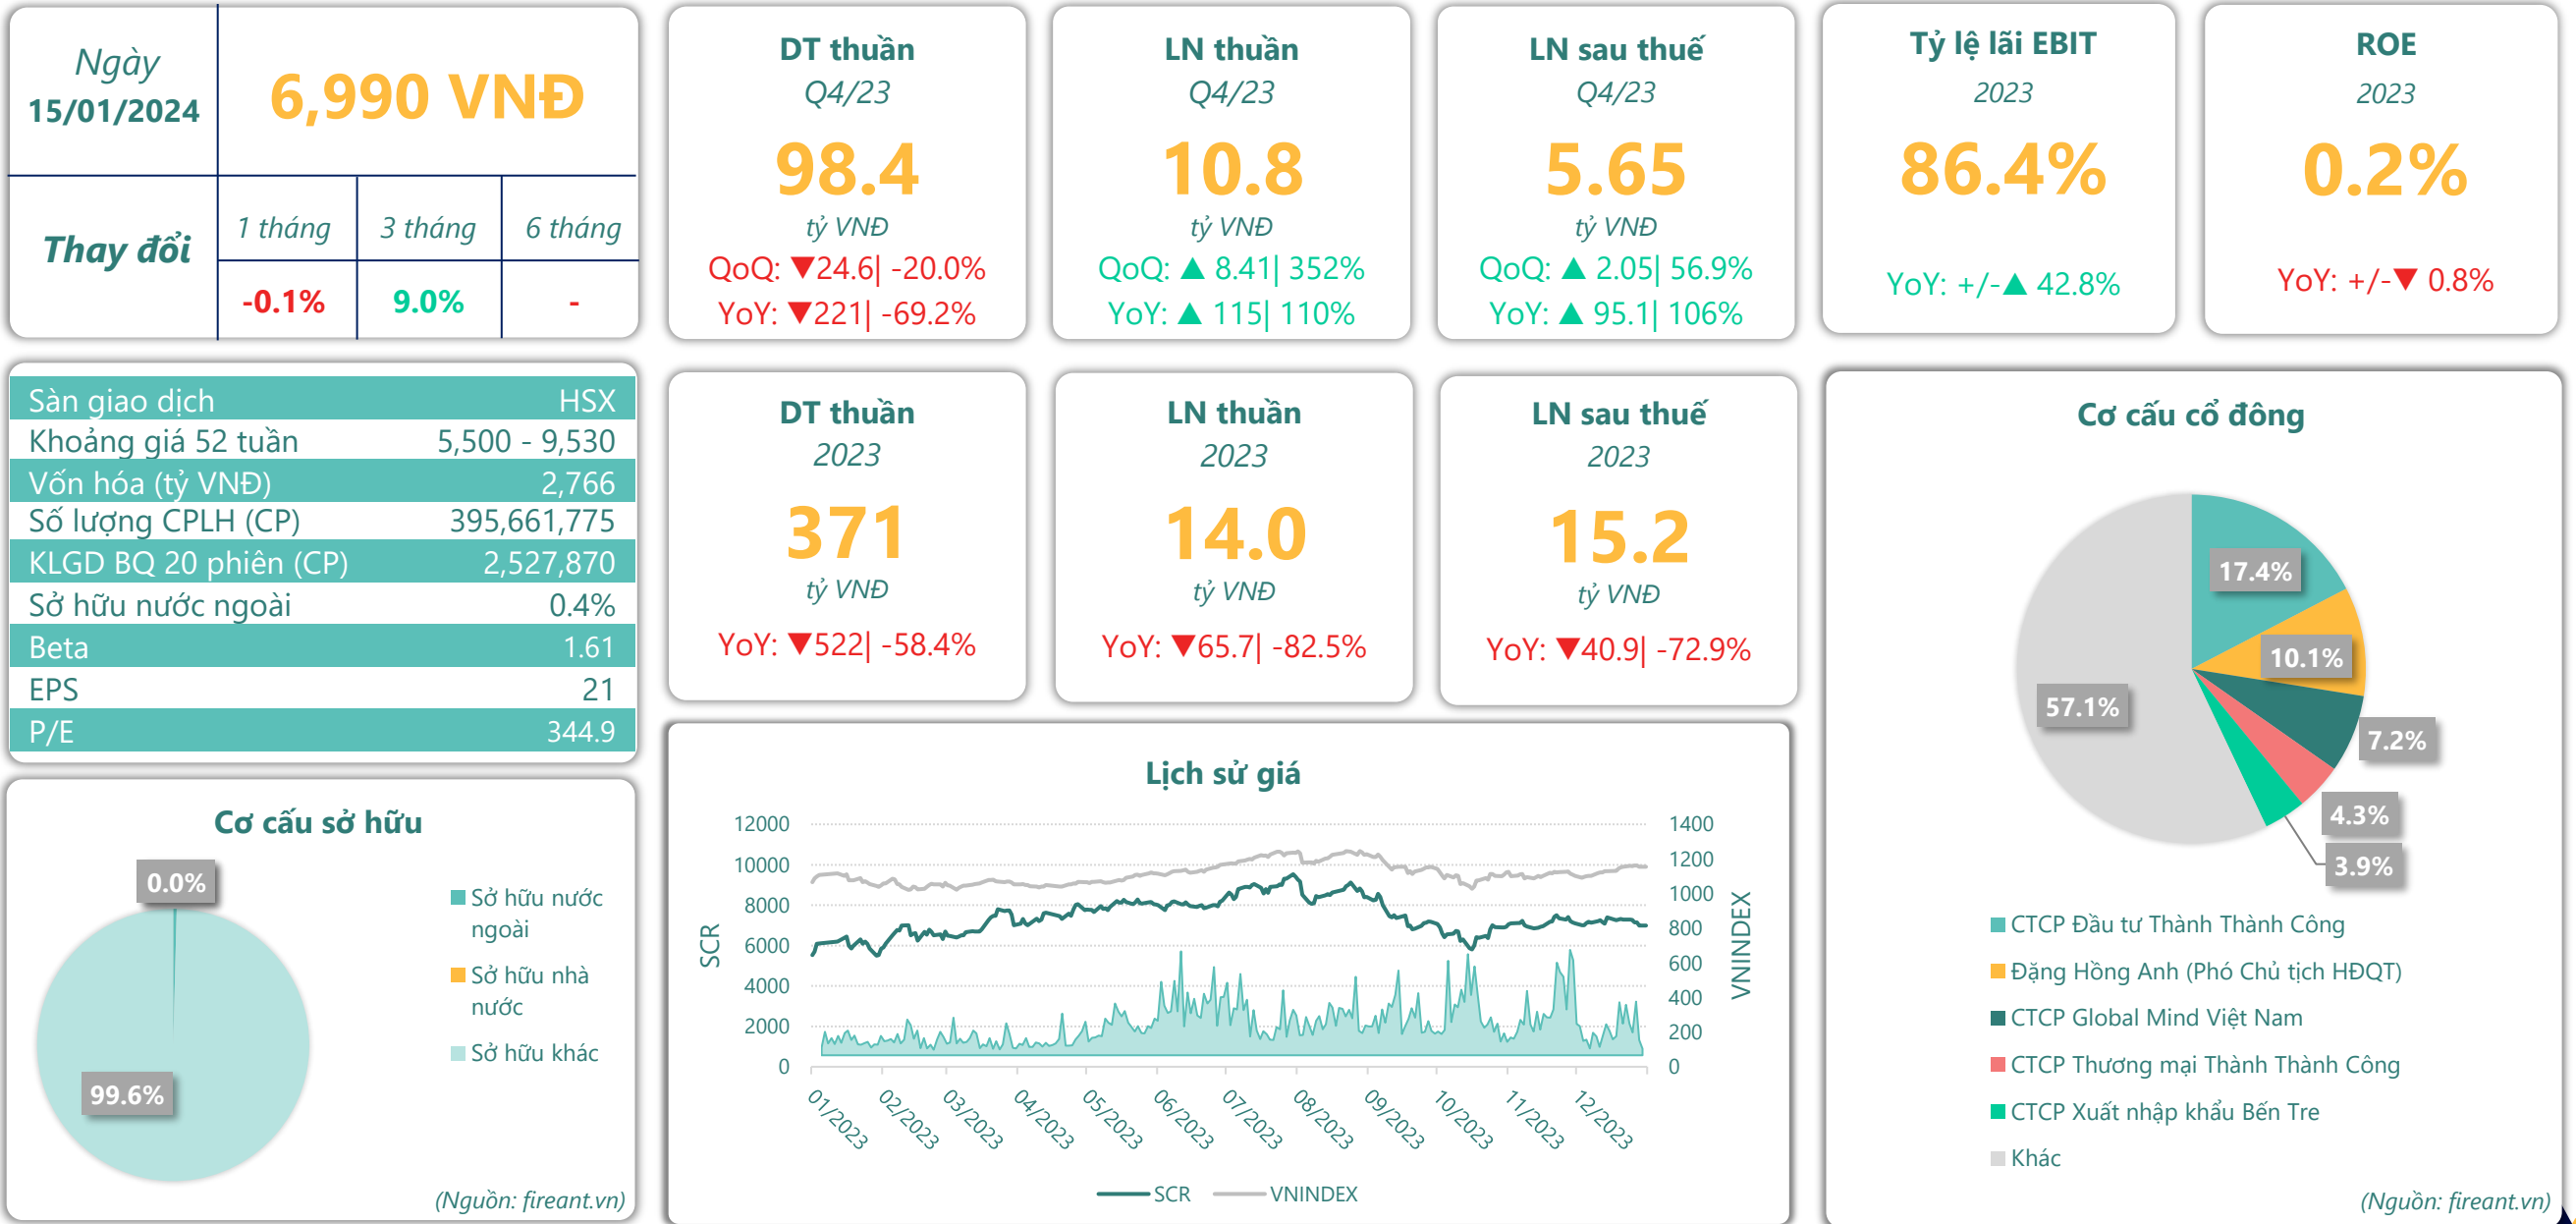 Ngày
15/01/2024
6,990 VNĐ
Thay đổi
1 tháng
3 tháng
6 tháng
-0.1%
9.0%
-
DT thuần
Q4/23
98.4
tỷ VNĐ
QoQ: ▼24.6| -20.0%
YoY: ▼221| -69.2%
LN thuần
Q4/23
10.8
tỷ VNĐ
QoQ: ▲ 8.41| 352%
YoY: ▲ 115| 110%
LN sau thuế
Q4/23
5.65
tỷ VNĐ
QoQ: ▲ 2.05| 56.9%
YoY: ▲ 95.1| 106%
Tỷ lệ lãi EBIT
2023
86.4%
YoY: +/-▲ 42.8%
ROE
2023
0.2%
YoY: +/-▼ 0.8%
Sàn giao dịch HSX
Khoảng giá 52 tuần 5,500 - 9,530
Vốn hóa (tỷ VNĐ) 2,766
Số lượng CPLH (CP) 395,661,775
KLGD BQ 20 phiên (CP) 2,527,870
Sở hữu nước ngoài 0.4%
Beta 1.61
EPS 21
P/E 344.9
DT thuần
2023
371
tỷ VNĐ
YoY: ▼522| -58.4%
LN thuần
2023
14.0
tỷ VNĐ
YoY: ▼65.7| -82.5%
LN sau thuế
2023
15.2
tỷ VNĐ
YoY: ▼40.9| -72.9%
Cơ cấu sở hữu
0.0%
99.6%
Sở hữu nước
ngoài
Sở hữu nhà
nước
Sở hữu khác
(Nguồn: fireant.vn)
Lịch sử giá
SCR
12000
10000
8000
6000
4000
2000
0
1400
1200
1000
800
600
400
200
0
VNINDEX
01/2023
02/2023
03/2023
04/2023
05/2023
06/2023
07/2023
08/2023
09/2023
10/2023
11/2023
12/2023
SCR
VNINDEX
Cơ cấu cổ đông
17.4%
10.1%
7.2%
4.3%
3.9%
57.1%
CTCP Đầu tư Thành Thành Công
Đặng Hồng Anh (Phó Chủ tịch HĐQT)
CTCP Global Mind Việt Nam
CTCP Thương mại Thành Thành Công
CTCP Xuất nhập khẩu Bến Tre
Khác
(Nguồn: fireant.vn)